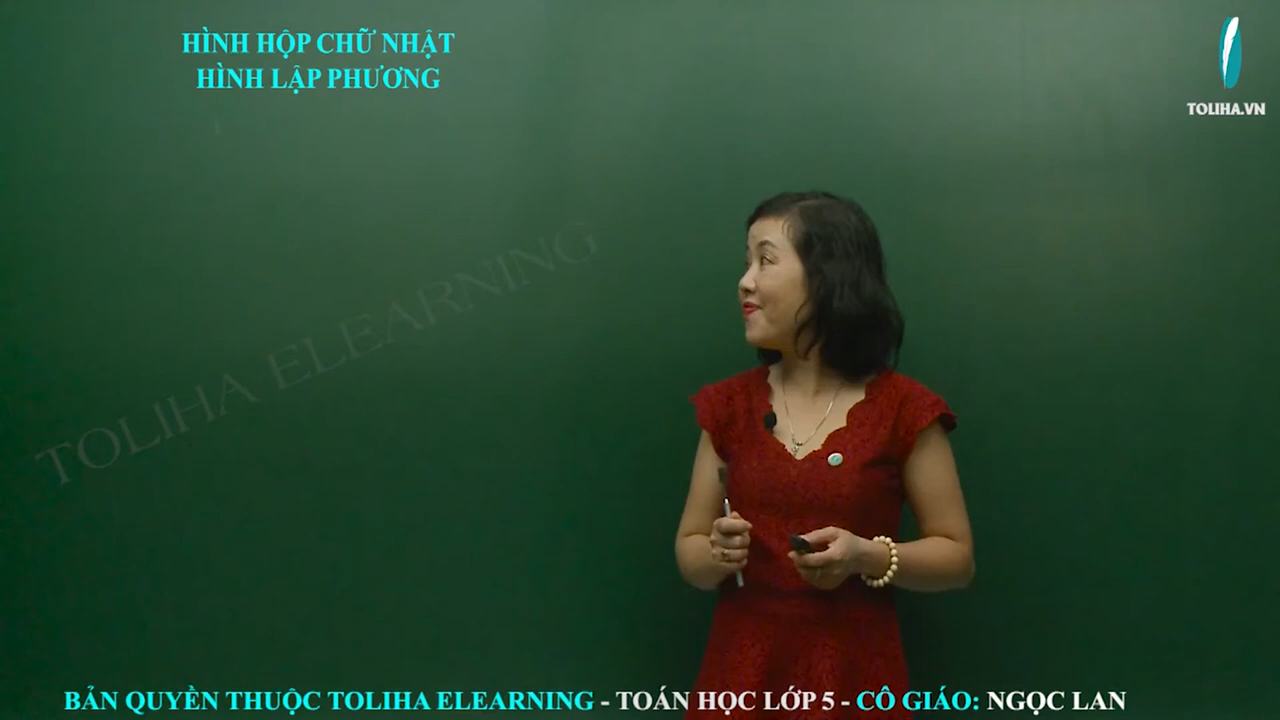 HÌNH HỘP CHỮ NHẬT
HÌNH LẬP PHƯƠNG
TOLIHA.VN
TOLIHA ELEARNING
BẢN QUYỀN THUỘC TOLIHA ELEARNING - TOÁN HỌC LỚP 5 - CÔ GIÁO: NGỌC LAN